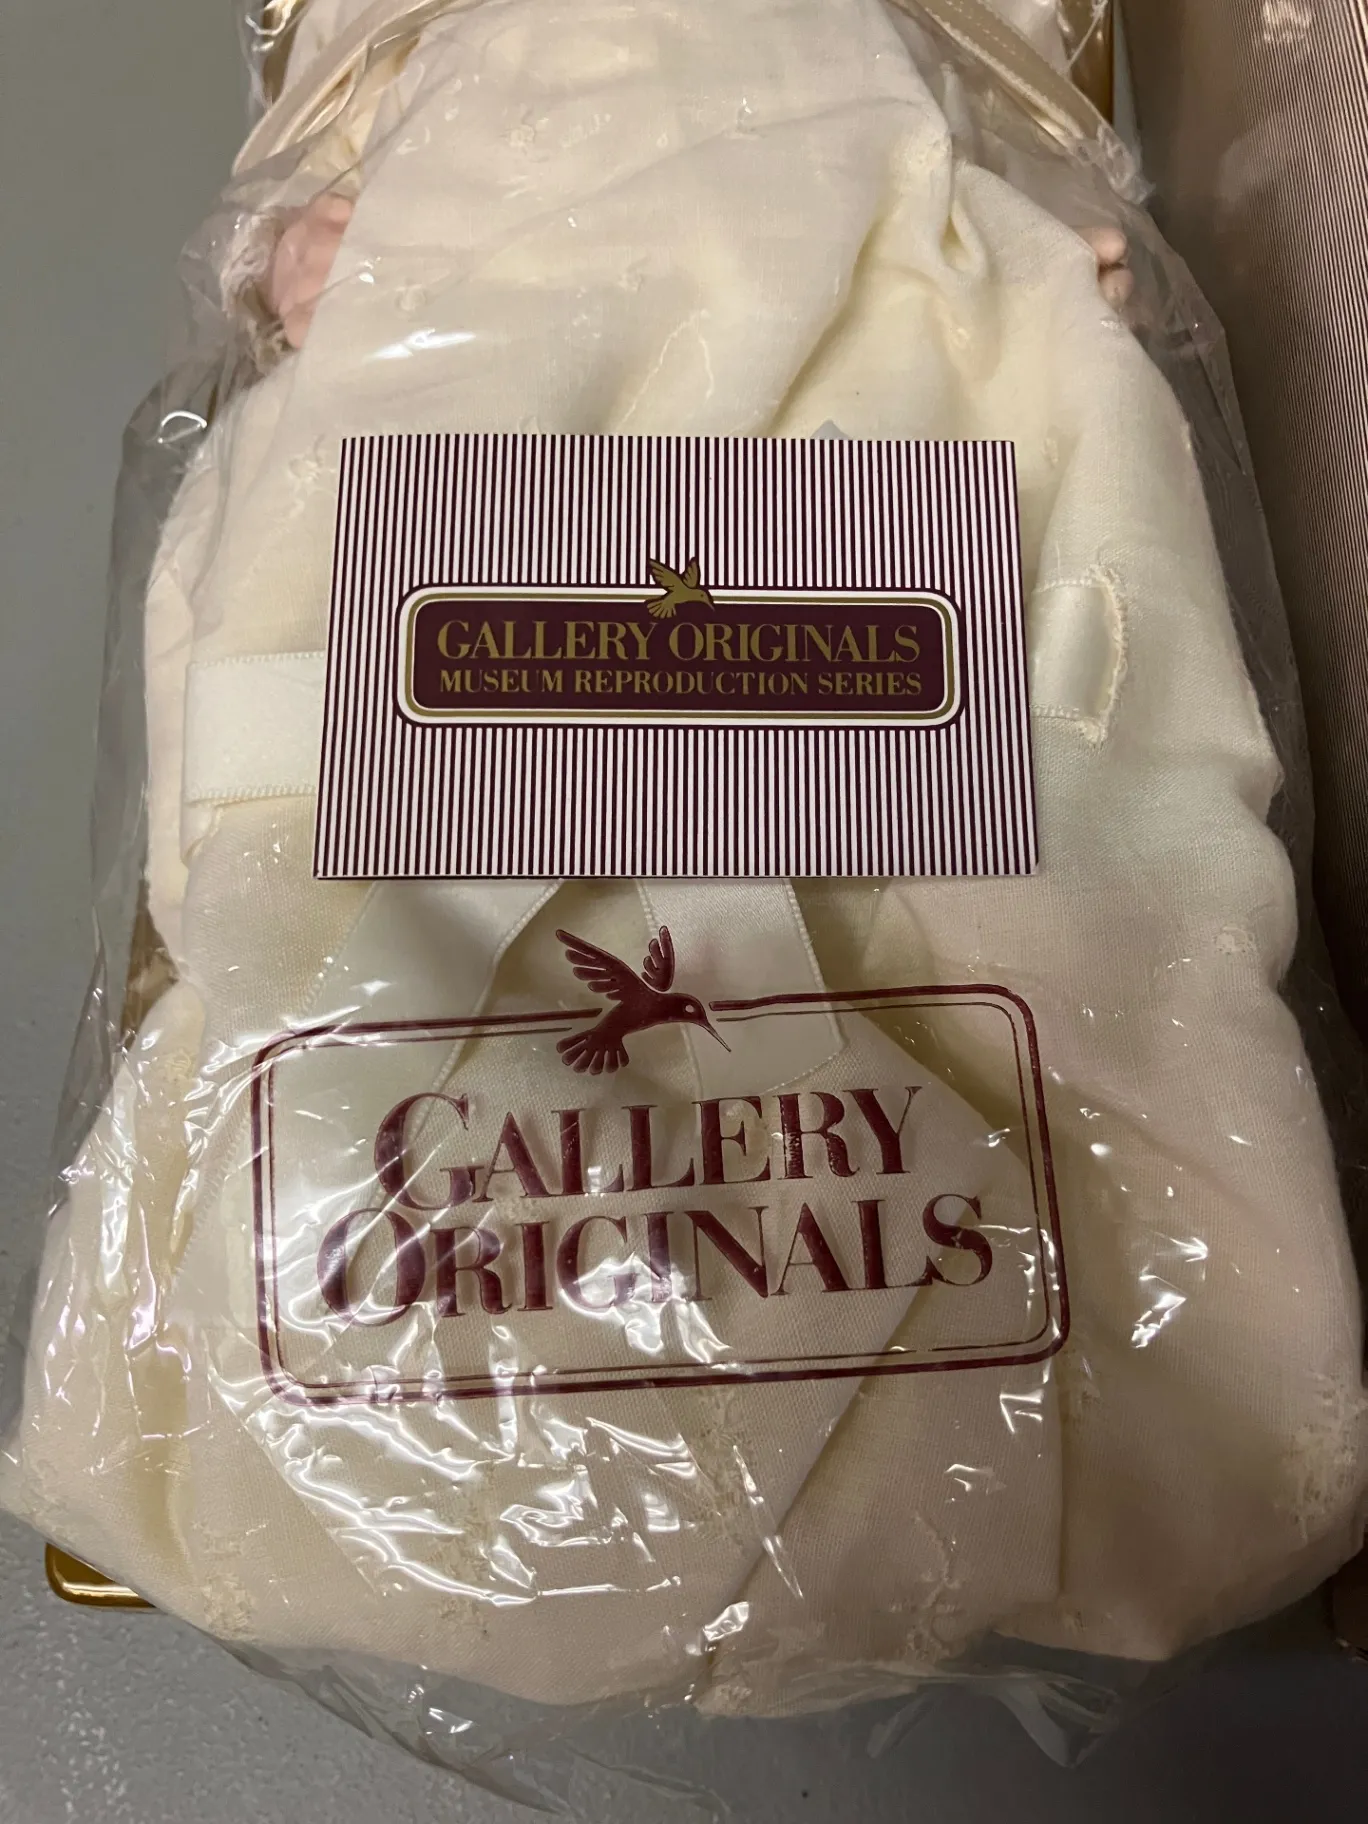 GALLERY ORIGINALS
MUSEUM REPRODUCTION SERIES
GALLERY
ORIGINALS